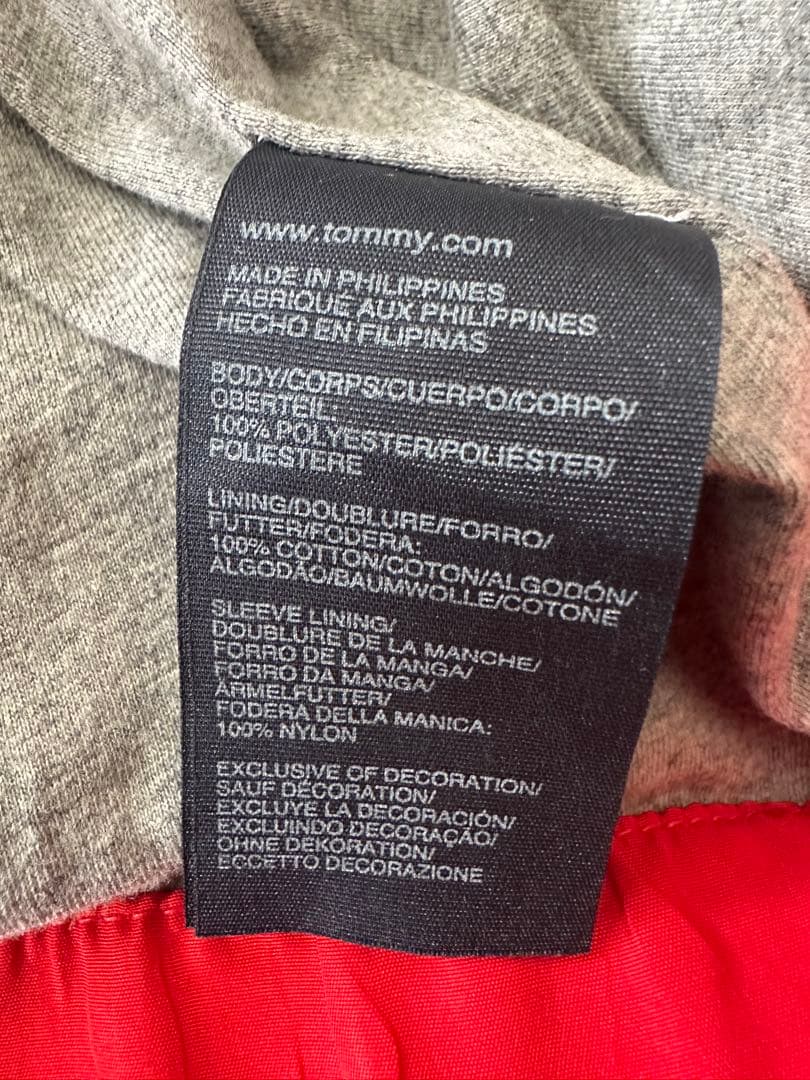 www.tommy.com
MADE IN PHILIPPINES
FABRIQUÉ AUX PHILIPPINES
HECHO EN FILIPINAS
BODY/CORPS/CUERPO/CORPO/
OBERTEIL:
100% POLYESTER/POLIÉSTER/
POLIESTERE
LINING/DOUBLURE/FORRO/
FUTTER/FODERA:
100% COTTON/COTON/ALGODÓN/
ALGODÃO/BAUMWOLLE/COTONE
SLEEVE LINING/
DOUBLURE DE LA MANCHE/
FORRO DE LA MANGA/
FORRO DA MANGA/
ÄRMELFUTTER/
FODERA DELLA MANICA:
100% NYLON
EXCLUSIVE OF DECORATION/
SAUF DÉCORATION/
EXCLUYE LA DECORACIÓN/
EXCLUINDO DECORAÇÃO/
OHNE DEKORATION/
ECCETTO DECORAZIONE